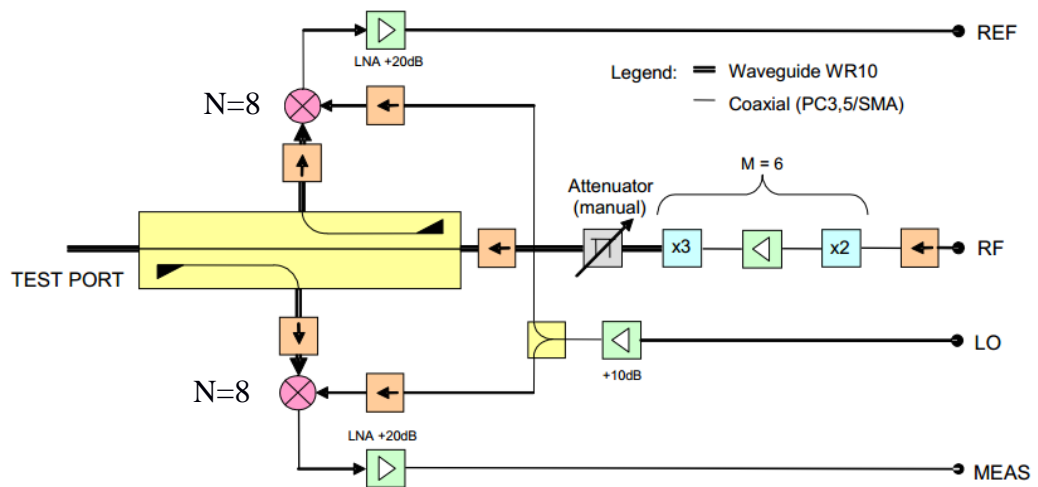 REF
LNA +20dB
Legend:
Waveguide WR10
Coaxial (PC3,5/SMA)
N=8
M = 6
Attenuator
(manual)
x3
x2
RF
TEST PORT
LO
+10dB
N=8
LNA +20dB
MEAS